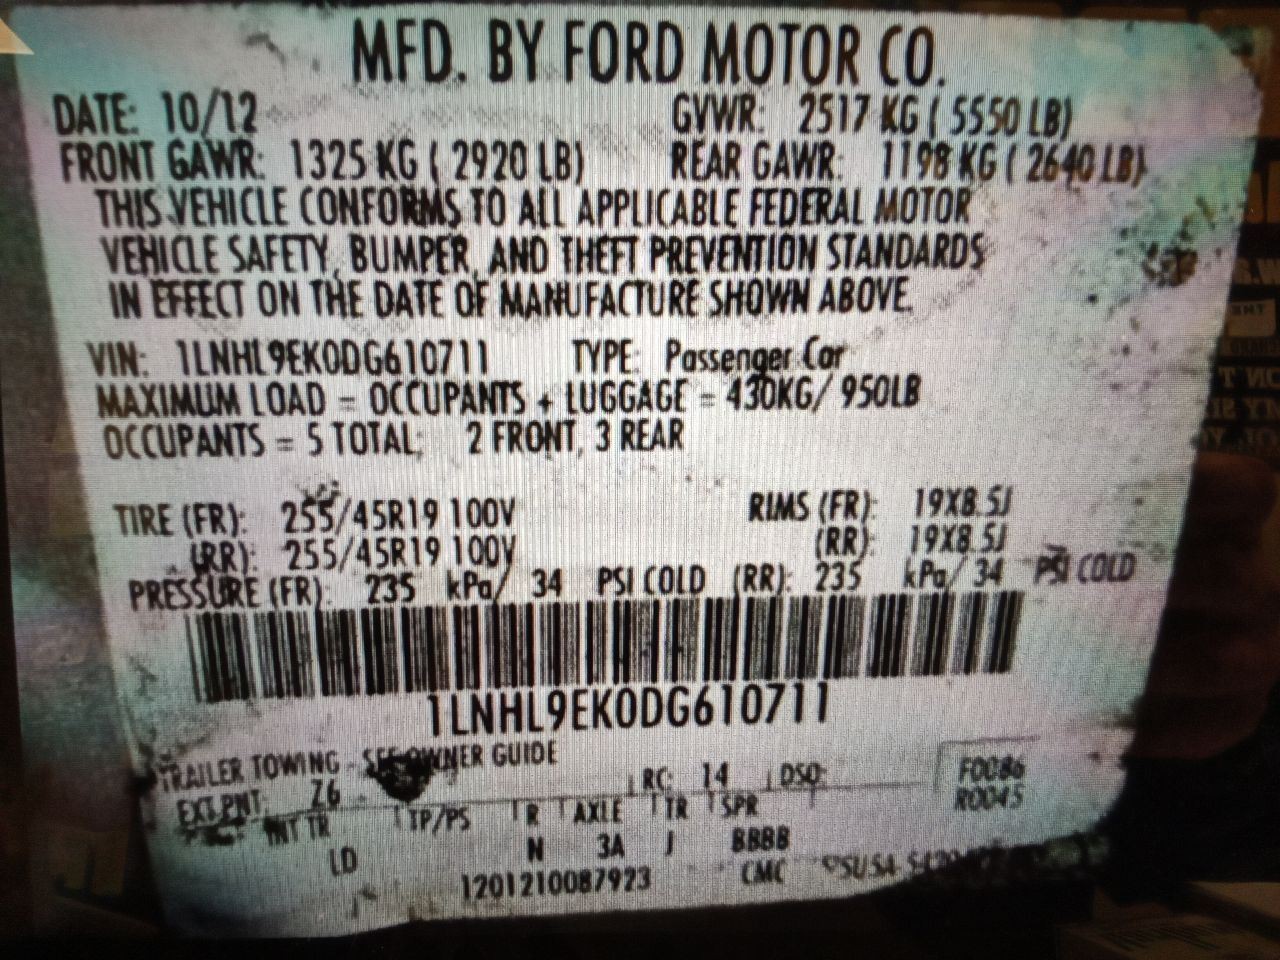 MFD. BY FORD MOTOR CO.
DATE: 10/12 GVWR: 2517 KG ( 5550 LB)
FRONT GAWR: 1325 KG ( 2920 LB) REAR GAWR: 1198 KG ( 2640 LB)
THIS VEHICLE CONFORMS TO ALL APPLICABLE FEDERAL MOTOR
VEHICLE SAFETY, BUMPER, AND THEFT PREVENTION STANDARDS
IN EFFECT ON THE DATE OF MANUFACTURE SHOWN ABOVE.
VIN: 1LNHL9EK0DG610711 TYPE: Passenger Car
MAXIMUM LOAD = OCCUPANTS + LUGGAGE = 430KG/ 950LB
OCCUPANTS = 5 TOTAL; 2 FRONT, 3 REAR
TIRE (FR): 255/45R19 100V RIMS (FR): 19X8.5J
(RR): 255/45R19 100V (RR): 19X8.5J
PRESSURE (FR): 235 kPa/ 34 PSI COLD (RR): 235 kPa/ 34 PSI COLD
1LNHL9EK0DG610711
TRAILER TOWING - SEE OWNER GUIDE
EXT PNT: Z6 RC: 14 DSO: F0086
R0045
INT TR TP/PS R AXLE TR SPR
LD N 3A J BBBB
1201210087923 CMC